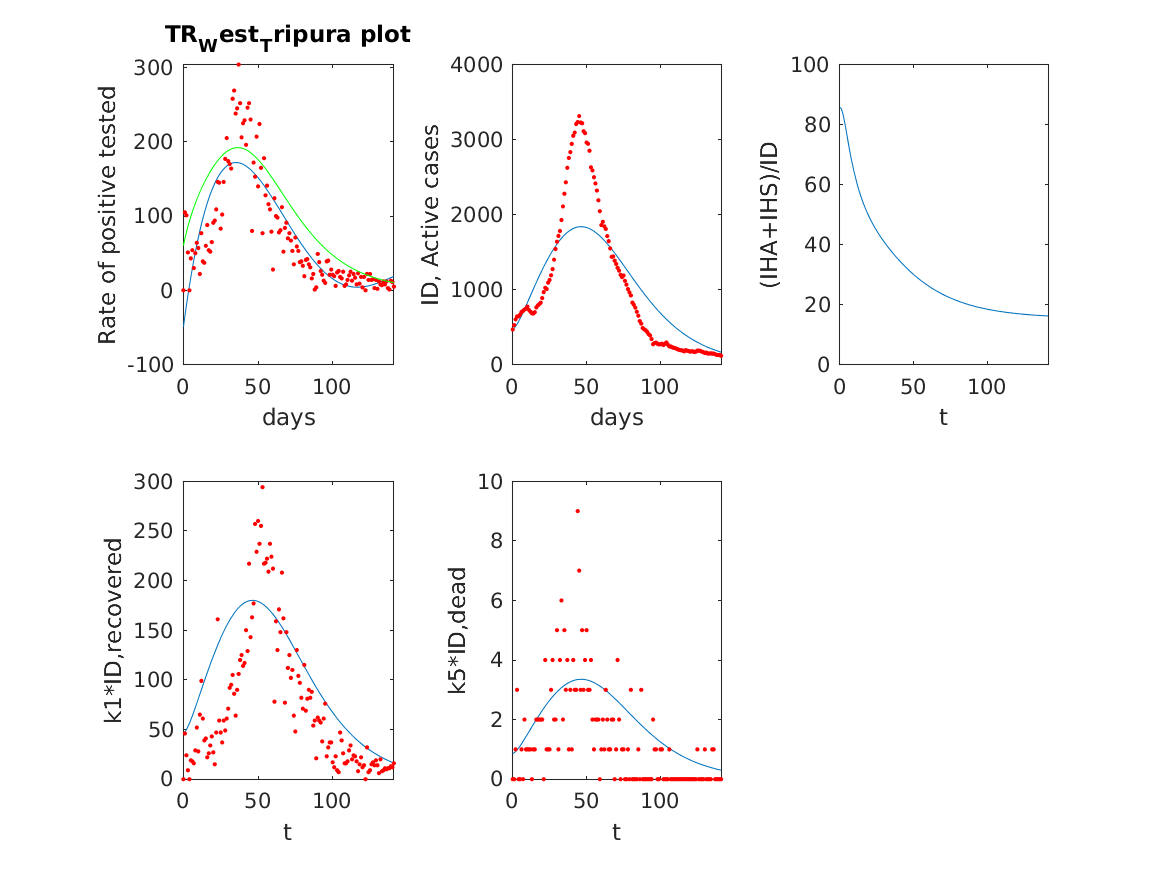 TR_West_Tripura plot
300
200
100
0
-100
Rate of positive tested
0 50 100
days
4000
3000
2000
1000
0
ID, Active cases
0 50 100
days
100
80
60
40
20
0
(IHA+IHS)/ID
0 50 100
t
300
250
200
150
100
50
0
k1*ID,recovered
0 50 100
t
10
8
6
4
2
0
k5*ID,dead
0 50 100
t